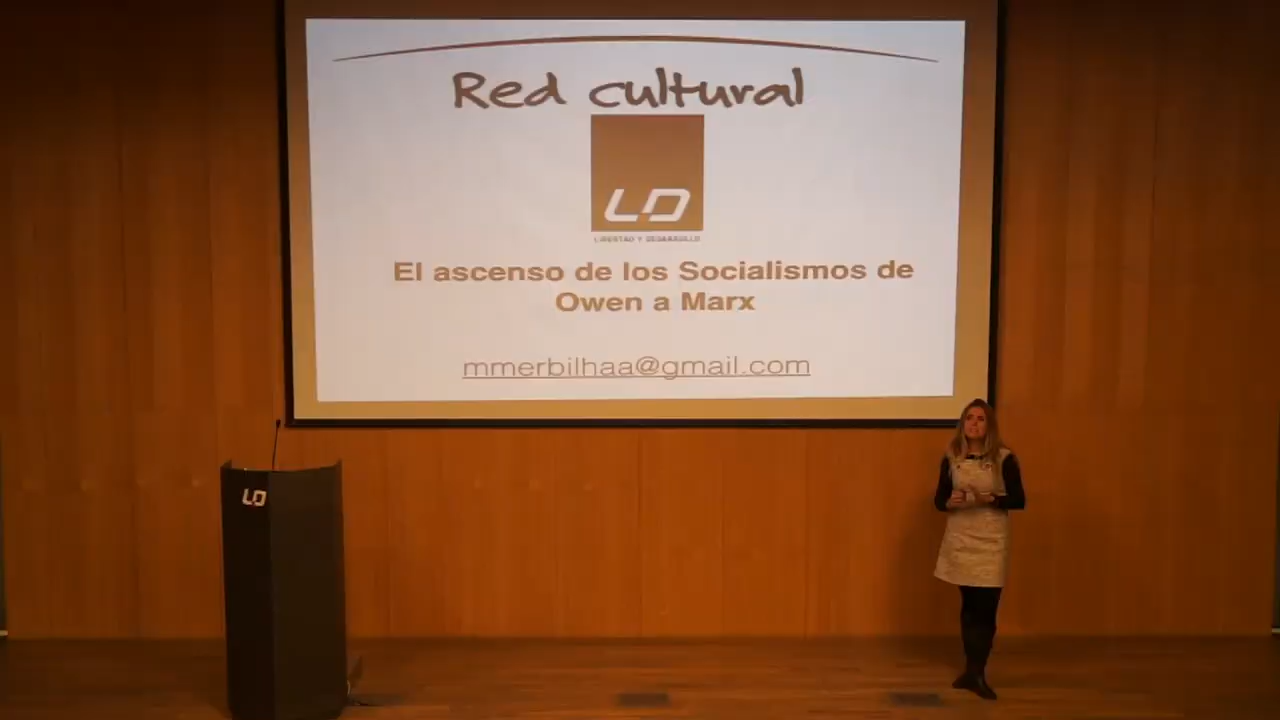 Red cultural
LD
LIBERTAD Y DESARROLLO
El ascenso de los Socialismos de
Owen a Marx
mmerbilhaa@gmail.com
LD